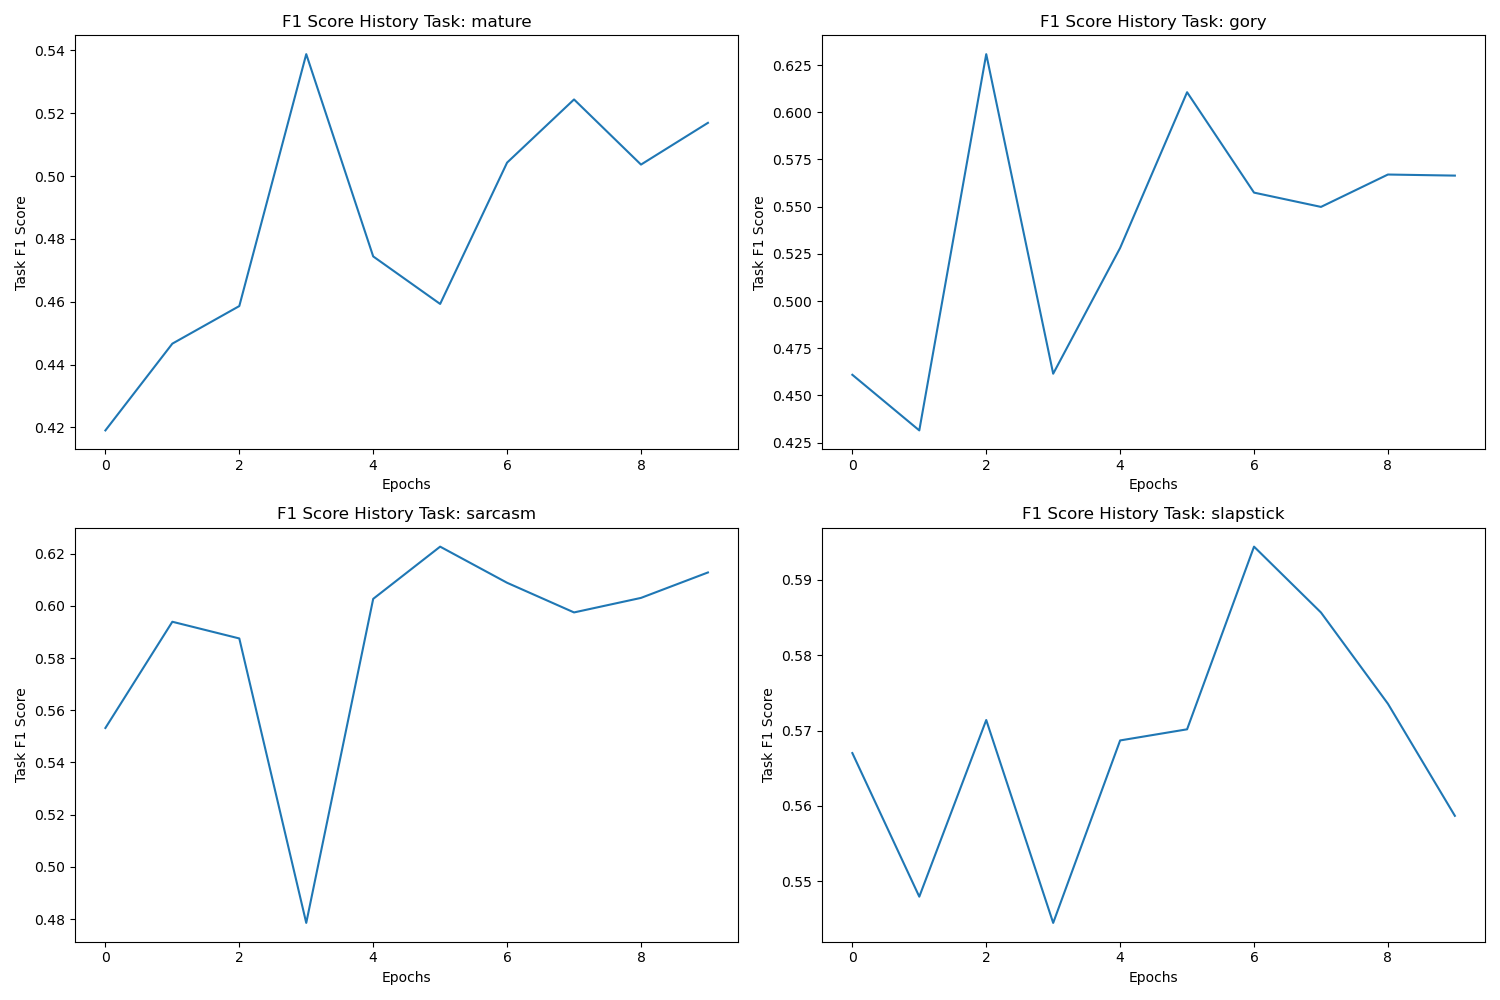 F1 Score History Task: mature
0.54
0.52
0.50
0.48
0.46
0.44
0.42
Task F1 Score
0 2 4 6 8
Epochs
F1 Score History Task: gory
0.625
0.600
0.575
0.550
0.525
0.500
0.475
0.450
0.425
Task F1 Score
0 2 4 6 8
Epochs
F1 Score History Task: sarcasm
0.62
0.60
0.58
0.56
0.54
0.52
0.50
0.48
Task F1 Score
0 2 4 6 8
Epochs
F1 Score History Task: slapstick
0.59
0.58
0.57
0.56
0.55
Task F1 Score
0 2 4 6 8
Epochs